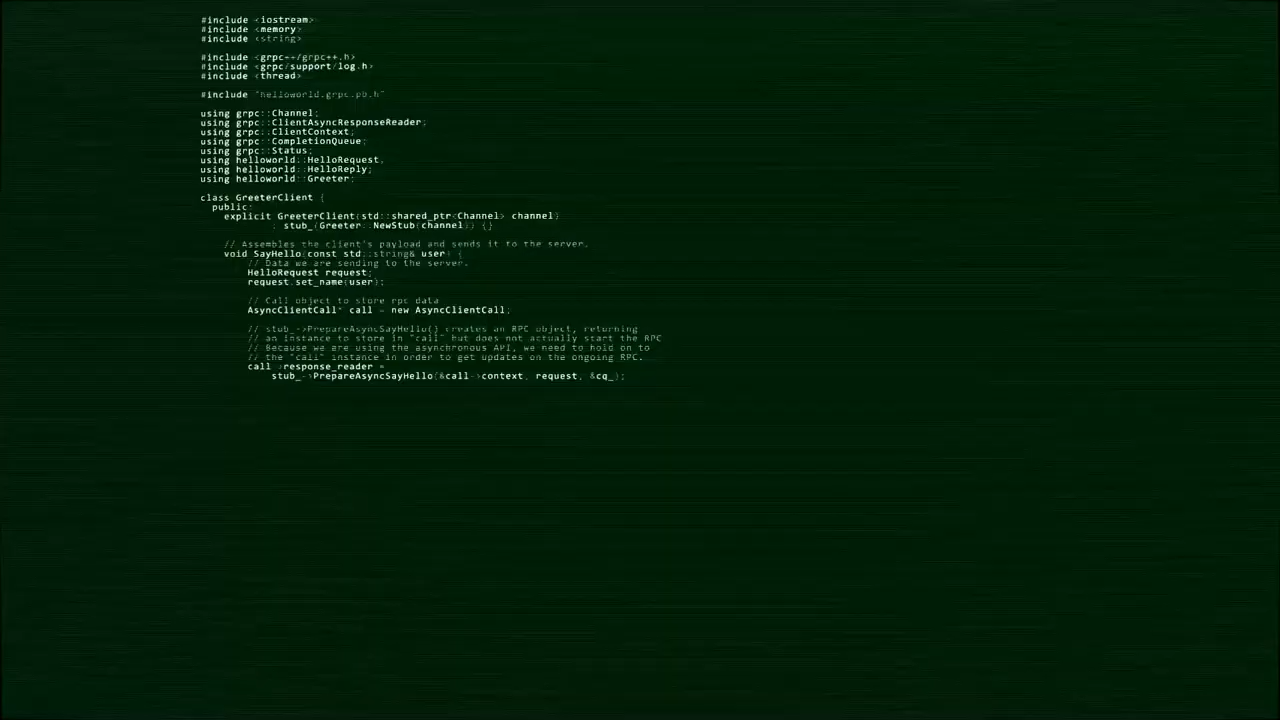 #include <iostream>
#include <memory>
#include <string>
#include <grpc++/grpc++.h>
#include <grpc/support/log.h>
#include <thread>
#include "helloworld.grpc.pb.h"
using grpc::Channel;
using grpc::ClientAsyncResponseReader;
using grpc::ClientContext;
using grpc::CompletionQueue;
using grpc::Status;
using helloworld::HelloRequest;
using helloworld::HelloReply;
using helloworld::Greeter;
class GreeterClient {
public:
explicit GreeterClient(std::shared_ptr<Channel> channel)
: stub_(Greeter::NewStub(channel)) {}
// Assembles the client's payload and sends it to the server.
void SayHello(const std::string& user) {
// Data we are sending to the server.
HelloRequest request;
request.set_name(user);
// Call object to store rpc data
AsyncClientCall* call = new AsyncClientCall;
// stub_->PrepareAsyncSayHello() creates an RPC object, returning
// an instance to store in "call" but does not actually start the RPC
// Because we are using the asynchronous API, we need to hold on to
// the "call" instance in order to get updates on the ongoing RPC.
call->response_reader =
stub_->PrepareAsyncSayHello(&call->context, request, &cq_);